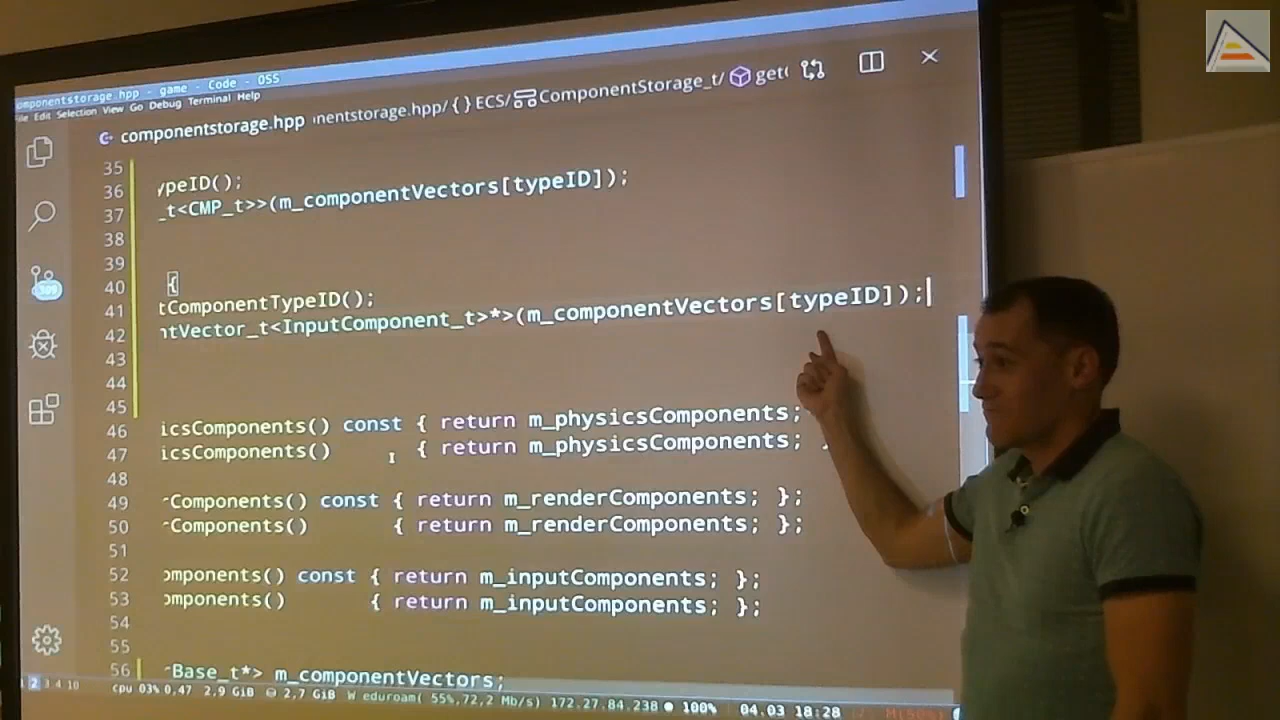 omponentstorage.hpp - game - Code - OSS
File Edit Selection View Go Debug Terminal Help
componentstorage.hpp nentstorage.hpp/ {} ECS/ ComponentStorage_t/ get(
35
36 ypeID();
37 _t<CMP_t>>(m_componentVectors[typeID]);
38
39
40 {
41 tComponentTypeID();
42 ntVector_t<InputComponent_t>*>(m_componentVectors[typeID]);
43
44
45
46 icsComponents() const { return m_physicsComponents;
47 icsComponents() { return m_physicsComponents; }
48
49 Components() const { return m_renderComponents; };
50 Components() { return m_renderComponents; };
51
52 omponents() const { return m_inputComponents; };
53 omponents() { return m_inputComponents; };
54
55
56 rBase_t*> m_componentVectors;
1 2 3 4 10 cpu 03% 0,47 2,9 GiB 2,7 GiB W eduroam( 55%,72,2 Mb/s) 172.27.84.238 100% 04.03 18:28